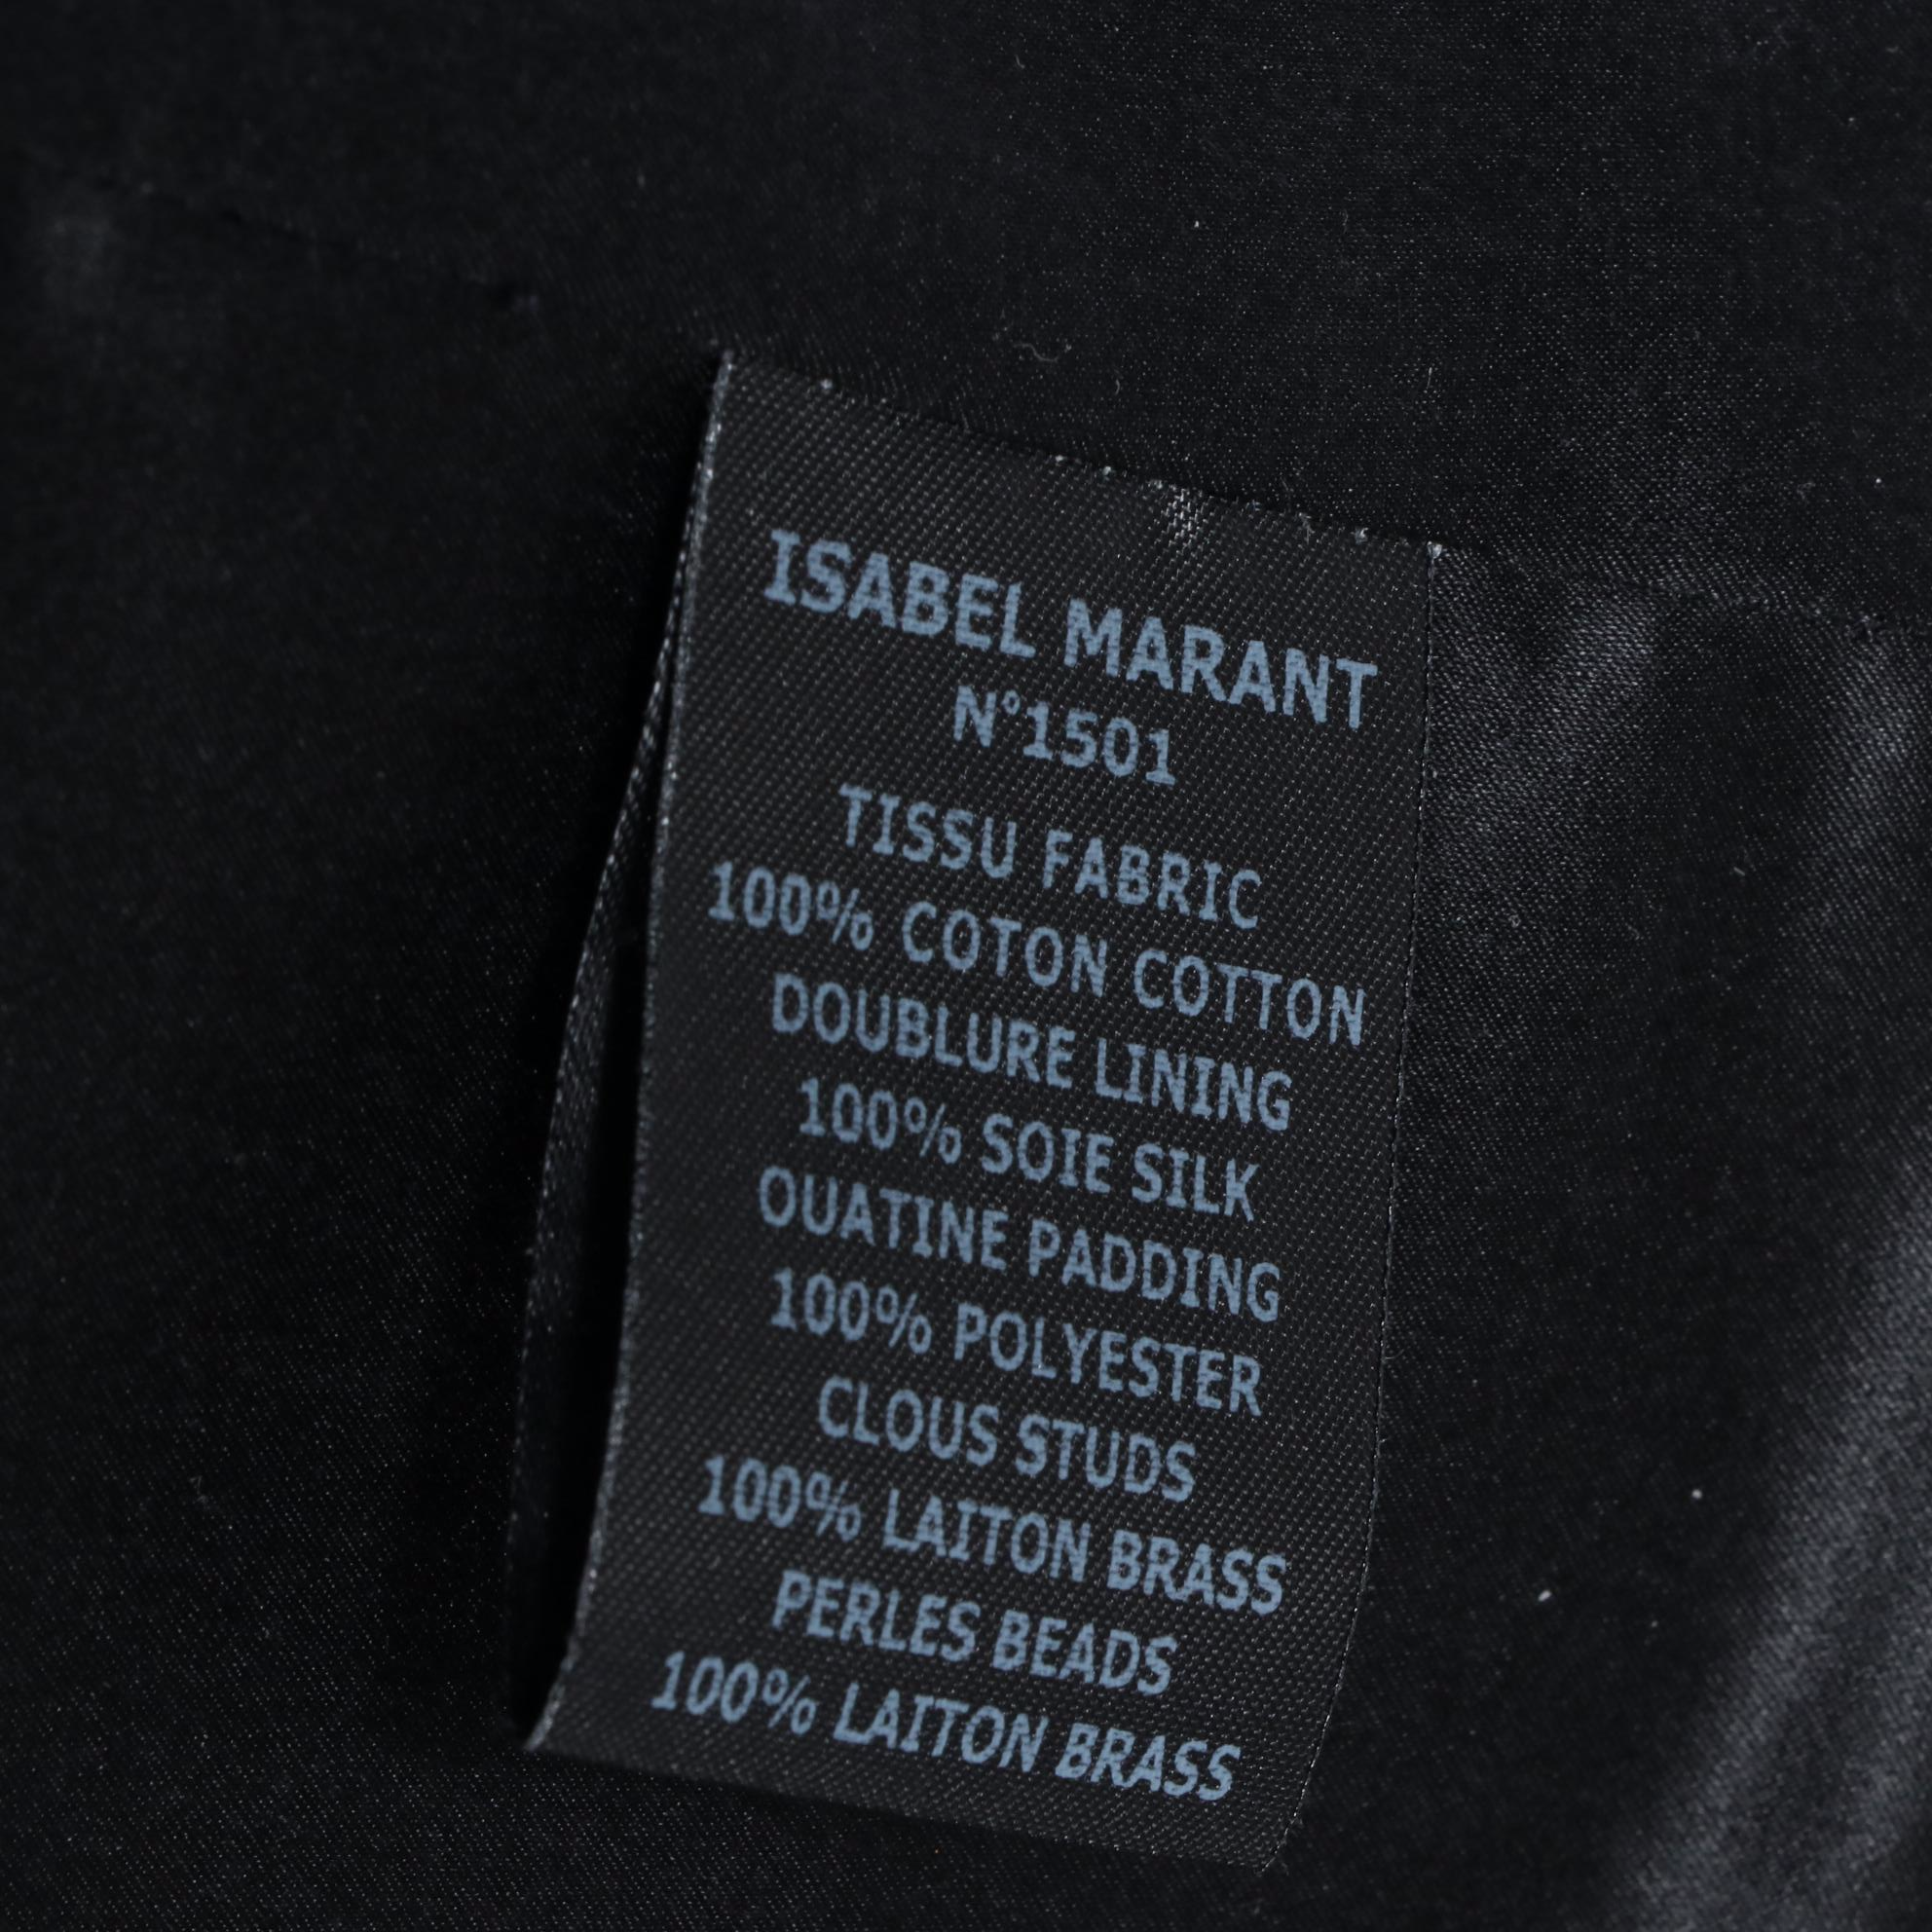 ISABEL MARANT
N°1501
TISSU FABRIC
100% COTON COTTON
DOUBLURE LINING
100% SOIE SILK
OUATINE PADDING
100% POLYESTER
CLOUS STUDS
100% LAITON BRASS
PERLES BEADS
100% LAITON BRASS